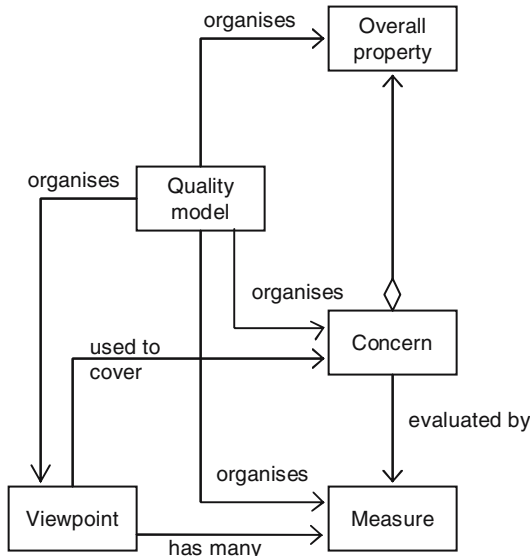 organises
Overall
property
organises
Quality
model
organises
used to
cover
Concern
evaluated by
organises
Viewpoint
has many
Measure